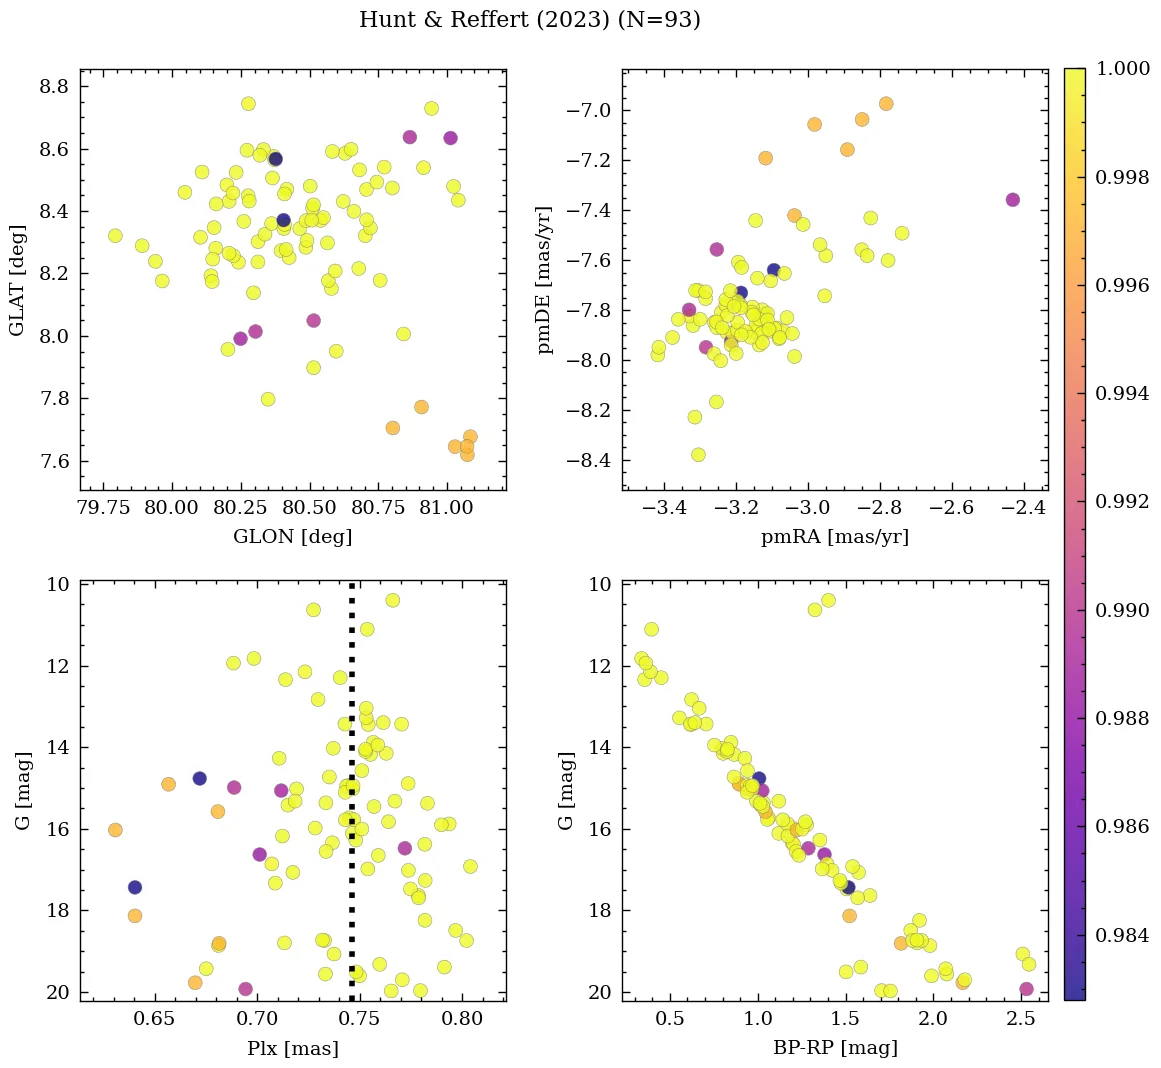 Hunt & Reffert (2023) (N=93)
8.8
8.6
8.4
8.2
8.0
7.8
7.6
GLAT [deg]
79.75 80.00 80.25 80.50 80.75 81.00
GLON [deg]
−7.0
−7.2
−7.4
−7.6
−7.8
−8.0
−8.2
−8.4
pmDE [mas/yr]
−3.4 −3.2 −3.0 −2.8 −2.6 −2.4
pmRA [mas/yr]
10
12
14
16
18
20
G [mag]
0.65 0.70 0.75 0.80
Plx [mas]
10
12
14
16
18
20
G [mag]
0.5 1.0 1.5 2.0 2.5
BP-RP [mag]
1.000
0.998
0.996
0.994
0.992
0.990
0.988
0.986
0.984